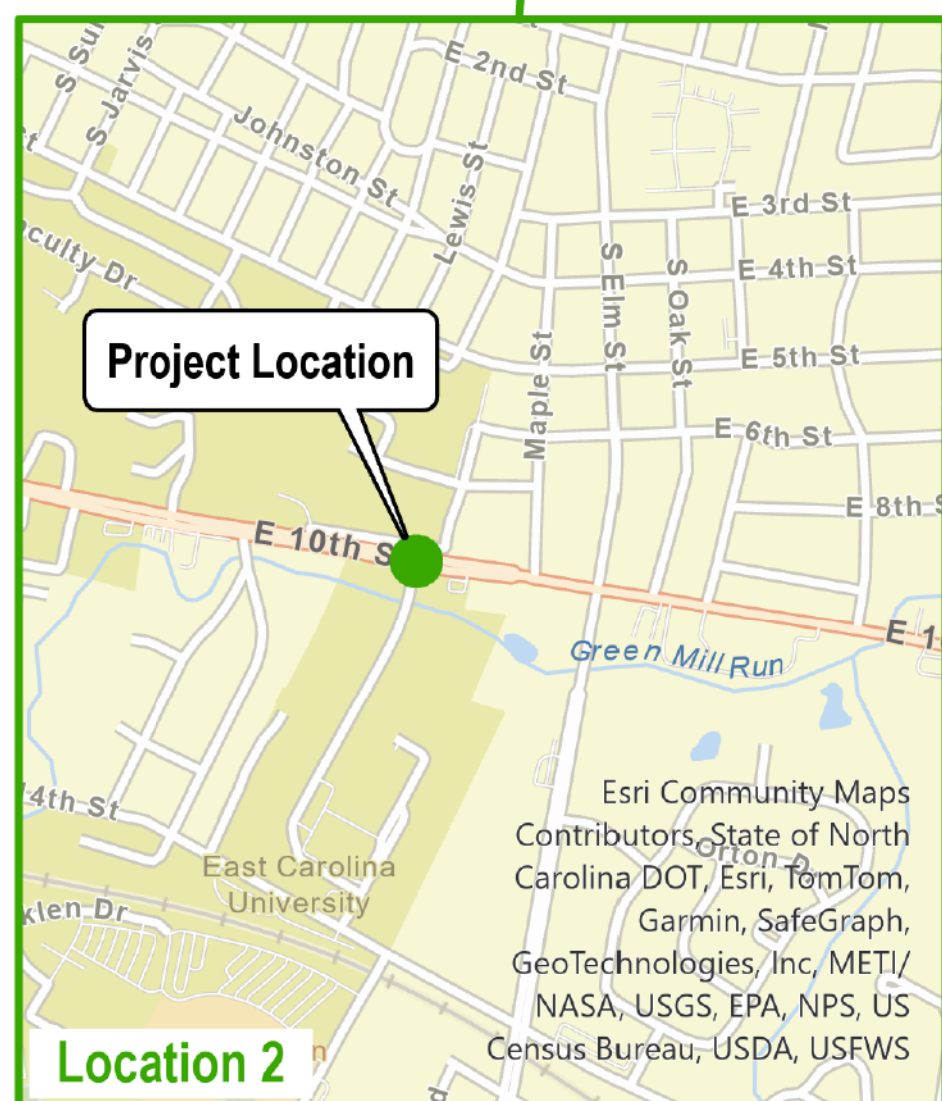 S Jarvis
E 2nd St
Johnston St
Lewis St
E 3rd St
E 4th St
S Elm St
S Oak St
culty Dr
Project Location
Maple St
E 5th St
E 6th St
E 8th S
E 10th S
E 1
Green Mill Run
4th St
East Carolina
University
klen Dr
Orton D
Esri Community Maps
Contributors, State of North
Carolina DOT, Esri, TomTom,
Garmin, SafeGraph,
GeoTechnologies, Inc, METI/
NASA, USGS, EPA, NPS, US
Census Bureau, USDA, USFWS
Location 2